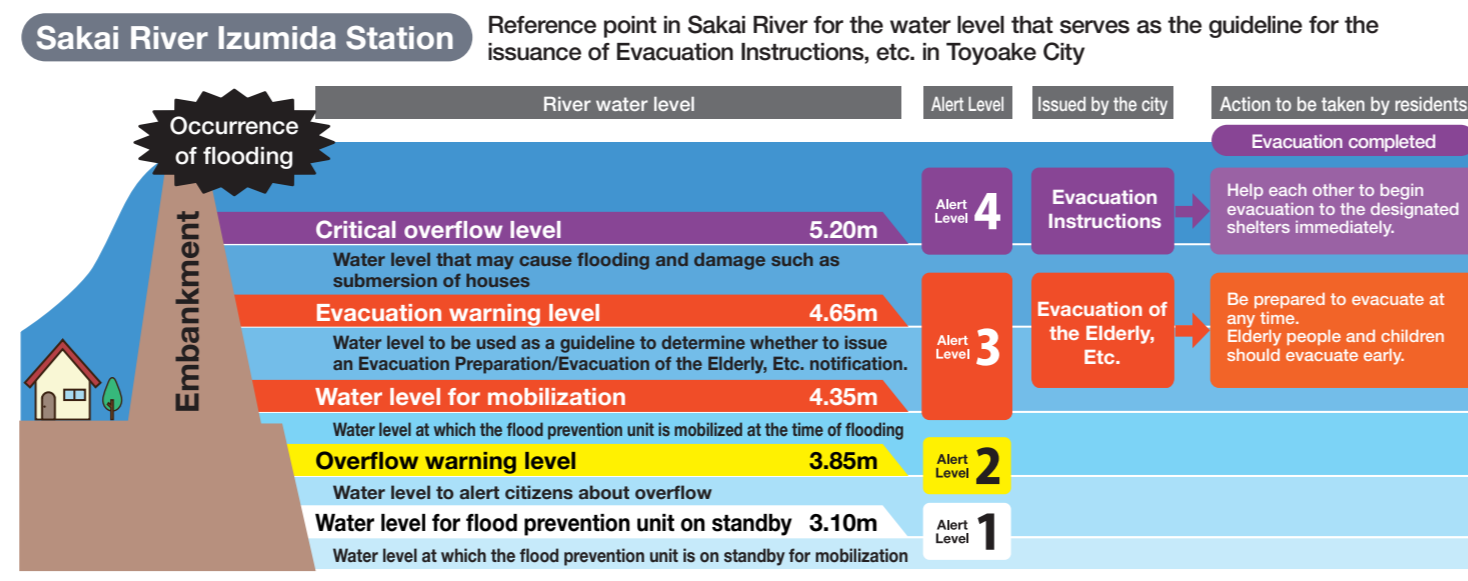 Sakai River Izumida Station
Reference point in Sakai River for the water level that serves as the guideline for the
issuance of Evacuation Instructions, etc. in Toyoake City
River water level
Alert Level
Issued by the city
Action to be taken by residents
Occurrence
of flooding
Evacuation completed
Embankment
Critical overflow level 5.20m
Water level that may cause flooding and damage such as
submersion of houses
Alert
Level 4
Evacuation
Instructions
Help each other to begin
evacuation to the designated
shelters immediately.
Evacuation warning level 4.65m
Water level to be used as a guideline to determine whether to issue
an Evacuation Preparation/Evacuation of the Elderly, Etc. notification.
Water level for mobilization 4.35m
Water level at which the flood prevention unit is mobilized at the time of flooding
Alert
Level 3
Evacuation of
the Elderly,
Etc.
Be prepared to evacuate at
any time.
Elderly people and children
should evacuate early.
Overflow warning level 3.85m
Water level to alert citizens about overflow
Alert
Level 2
Water level for flood prevention unit on standby 3.10m
Water level at which the flood prevention unit is on standby for mobilization
Alert
Level 1